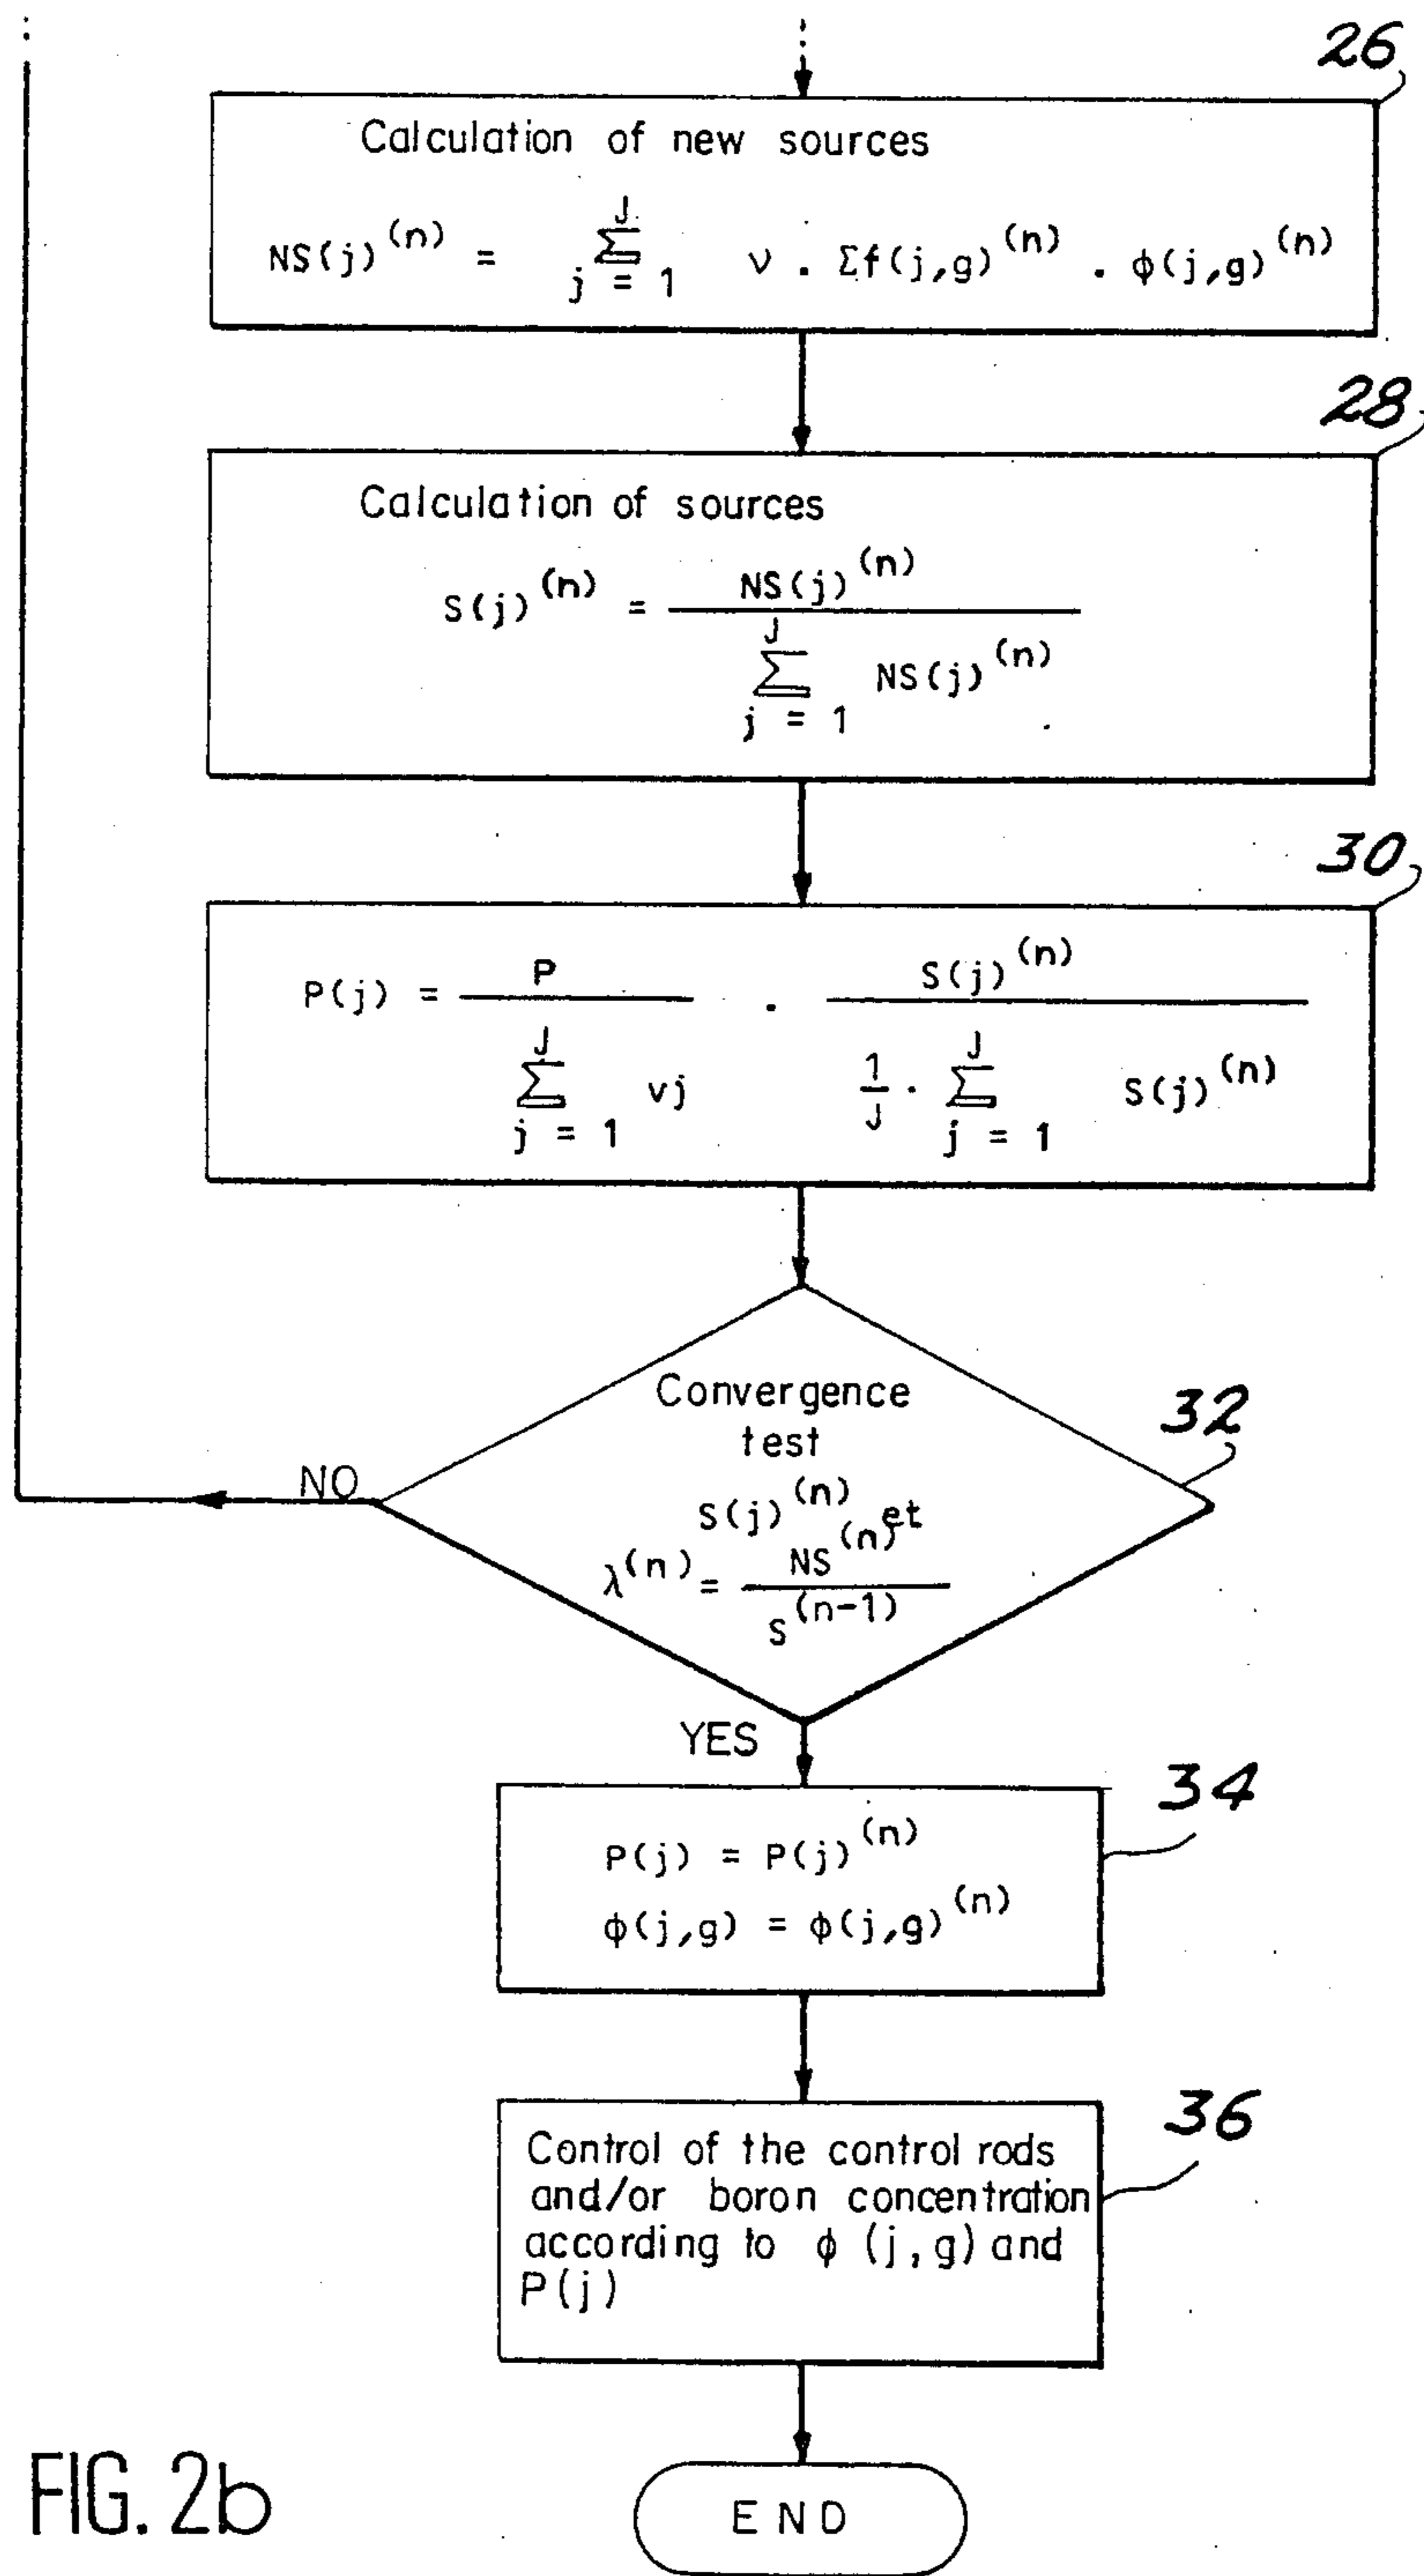 26
Calculation of new sources
NS(j)^(n) = Σ_{j = 1}^{J} ν . Σf(j,g)^(n) . ϕ(j,g)^(n)
28
Calculation of sources
S(j)^(n) = NS(j)^(n) / Σ_{j = 1}^{J} NS(j)^(n)
30
P(j) = P / Σ_{j = 1}^{J} vj . S(j)^(n) / 1/J . Σ_{j = 1}^{J} S(j)^(n)
Convergence
test
32
S(j)^(n) et
NO
λ^(n) = NS^(n) / S^(n-1)
YES
34
P(j) = P(j)^(n)
ϕ(j,g) = ϕ(j,g)^(n)
36
Control of the control rods
and/or boron concentration
according to ϕ (j,g) and
P(j)
FIG. 2b
END